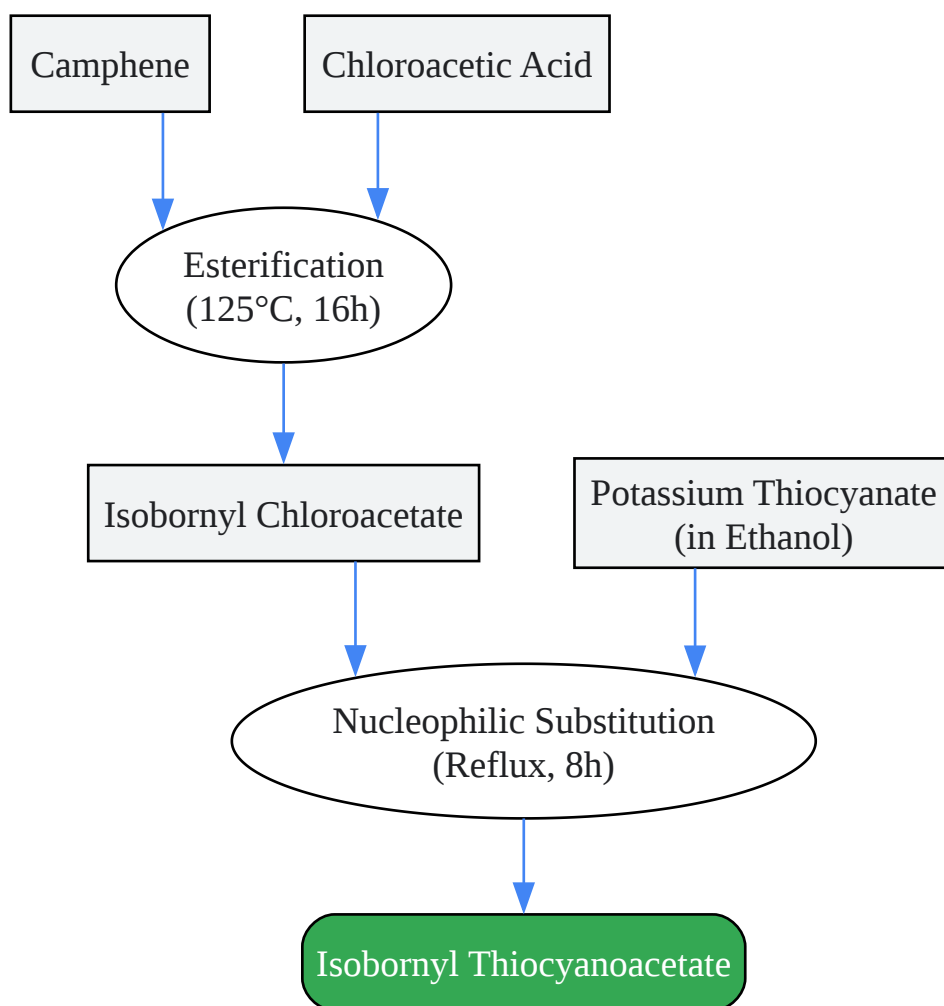 Camphene
Chloroacetic Acid
Esterification
(125°C, 16h)
Isobornyl Chloroacetate
Potassium Thiocyanate
(in Ethanol)
Nucleophilic Substitution
(Reflux, 8h)
Isobornyl Thiocyanoacetate